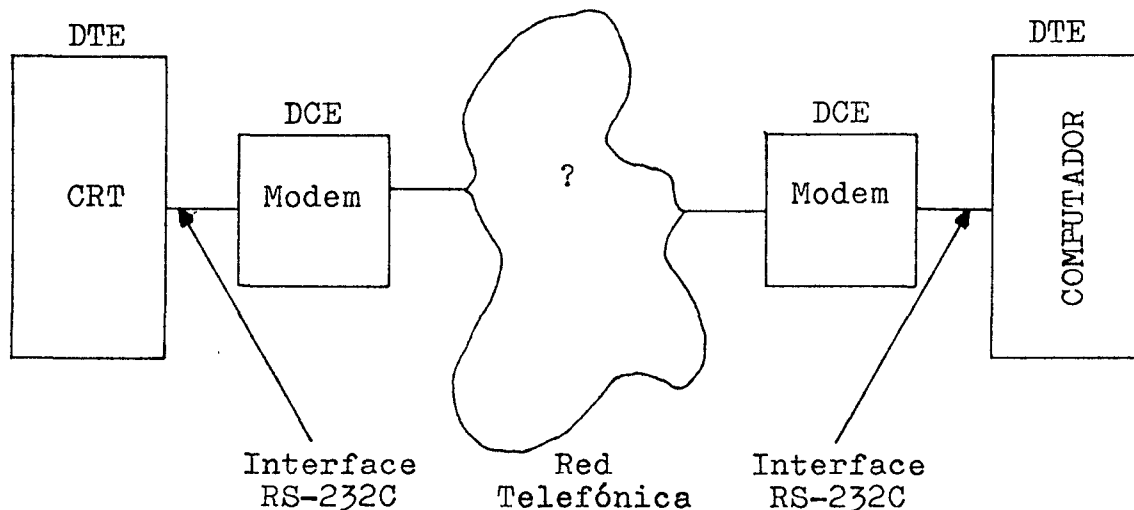 DTE
DTE
DCE
DCE
CRT
Modem
?
Modem
COMPUTADOR
Interface
RS-232C
Red
Telefónica
Interface
RS-232C